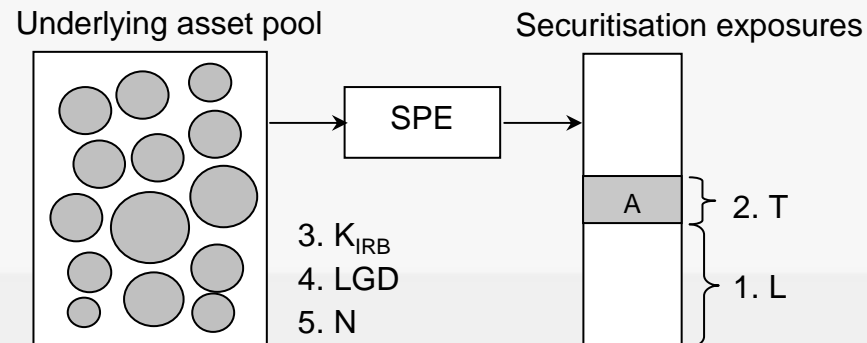 Underlying asset pool
Securitisation exposures
SPE
A
2. T
3. K_IRB
4. LGD
1. L
5. N